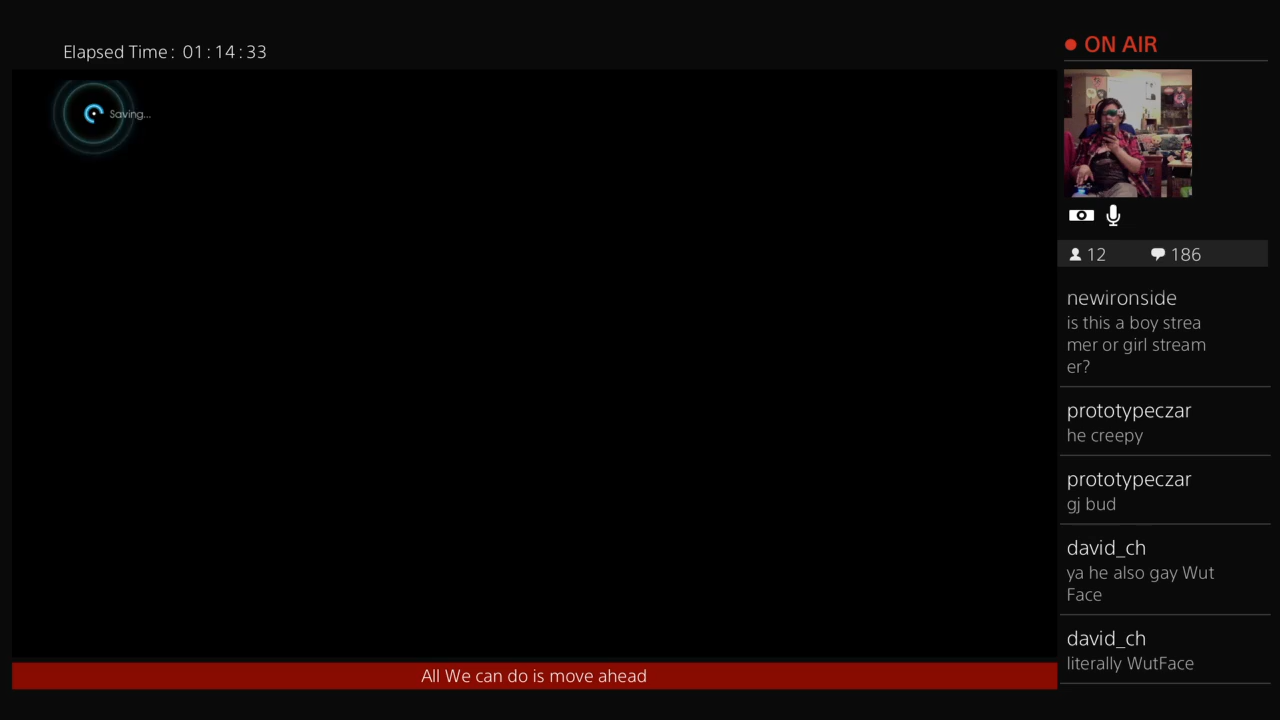 Elapsed Time: 01:14:33
ON AIR
Saving...
12 186
newironside
is this a boy strea
mer or girl stream
er?
prototypeczar
he creepy
prototypeczar
gj bud
david_ch
ya he also gay Wut
Face
david_ch
literally WutFace
All We can do is move ahead